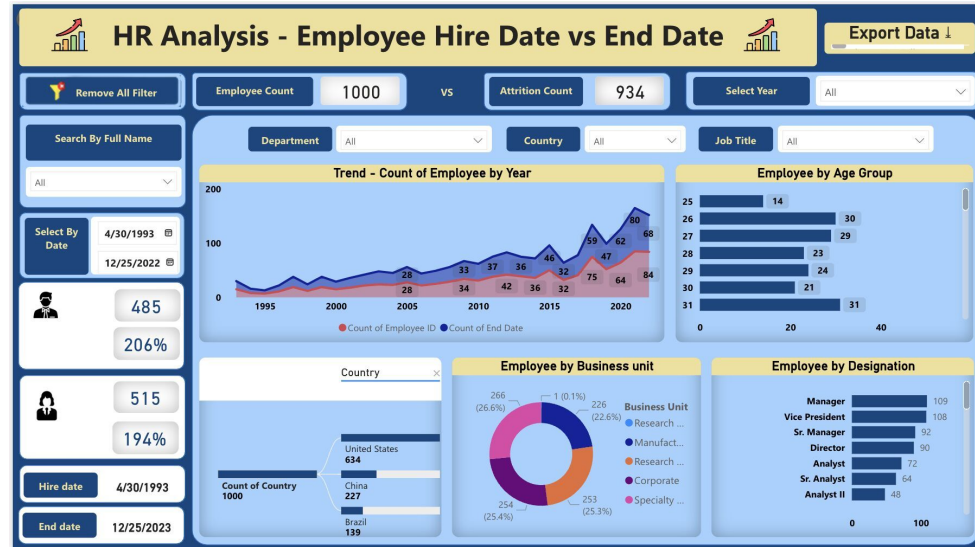 HR Analysis - Employee Hire Date vs End Date
Export Data ↓
Remove All Filter
Employee Count
1000
VS
Attrition Count
934
Select Year
All
Search By Full Name
All
Department
All
Country
All
Job Title
All
Select By
Date
4/30/1993
12/25/2022
485
206%
515
194%
Hire date
4/30/1993
End date
12/25/2023
Trend - Count of Employee by Year
200
100
0
28
28
33
34
37
42
36
36
46
32
32
59
75
47
80
62
64
68
84
1995
2000
2005
2010
2015
2020
Count of Employee ID
Count of End Date
Employee by Age Group
25 14
26 30
27 29
28 23
29 24
30 21
31 31
0 20 40
Country ×
Count of Country
1000
United States
634
China
227
Brazil
139
Employee by Business unit
266
(26.6%)
1 (0.1%)
226
(22.6%)
253
(25.3%)
254
(25.4%)
Business Unit
Research ...
Manufact...
Research ...
Corporate
Specialty ...
Employee by Designation
Manager 109
Vice President 108
Sr. Manager 92
Director 90
Analyst 72
Sr. Analyst 64
Analyst II 48
0 100